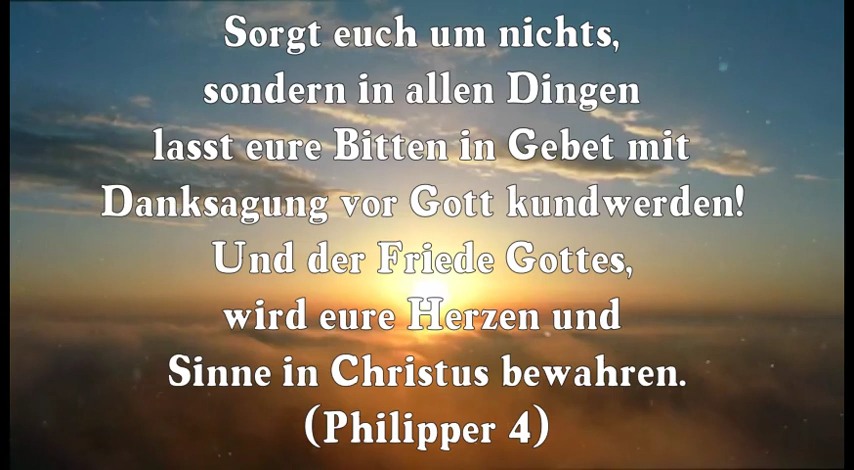 Sorgt euch um nichts,
sondern in allen Dingen
lasst eure Bitten in Gebet mit
Danksagung vor Gott kundwerden!
Und der Friede Gottes,
wird eure Herzen und
Sinne in Christus bewahren.
(Philipper 4)